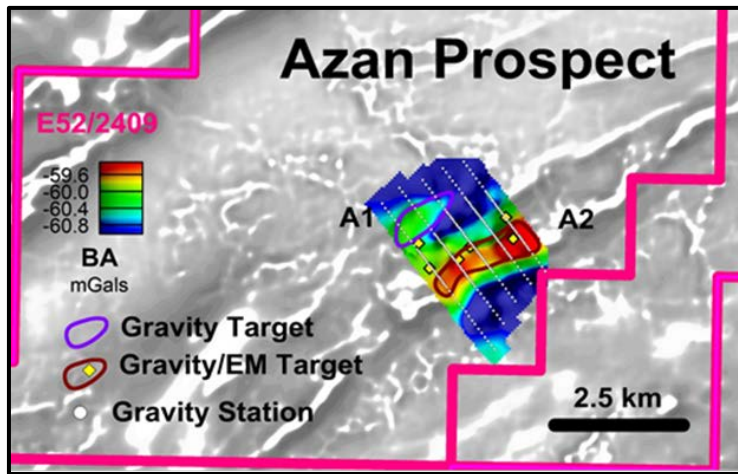 Azan Prospect
E52/2409
-59.6
-60.0
-60.4
-60.8
BA
mGals
A1
A2
Gravity Target
Gravity/EM Target
Gravity Station
2.5 km